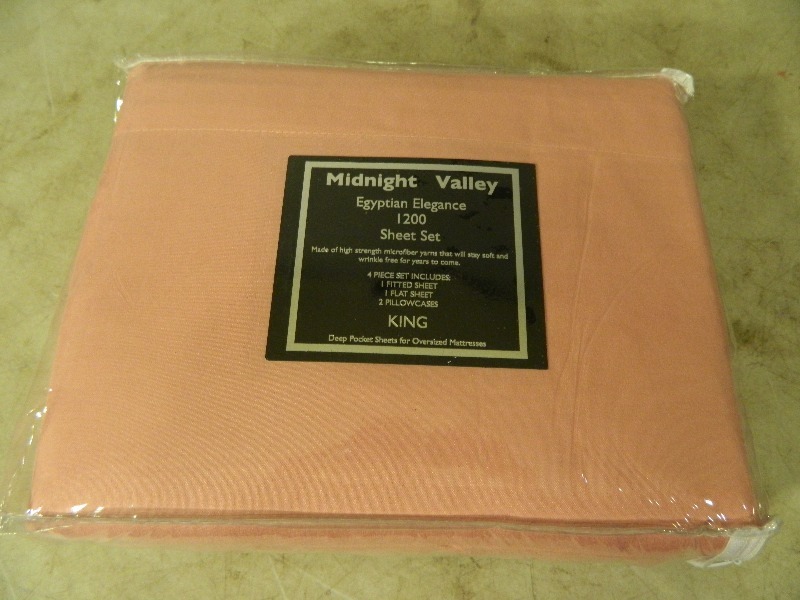 Midnight Valley
Egyptian Elegance
1200
Sheet Set
Made of high strength microfiber yarns that will stay soft and
wrinkle free for years to come.
4 PIECE SET INCLUDES:
1 FITTED SHEET
1 FLAT SHEET
2 PILLOWCASES
KING
Deep Pocket Sheets for Oversized Mattresses